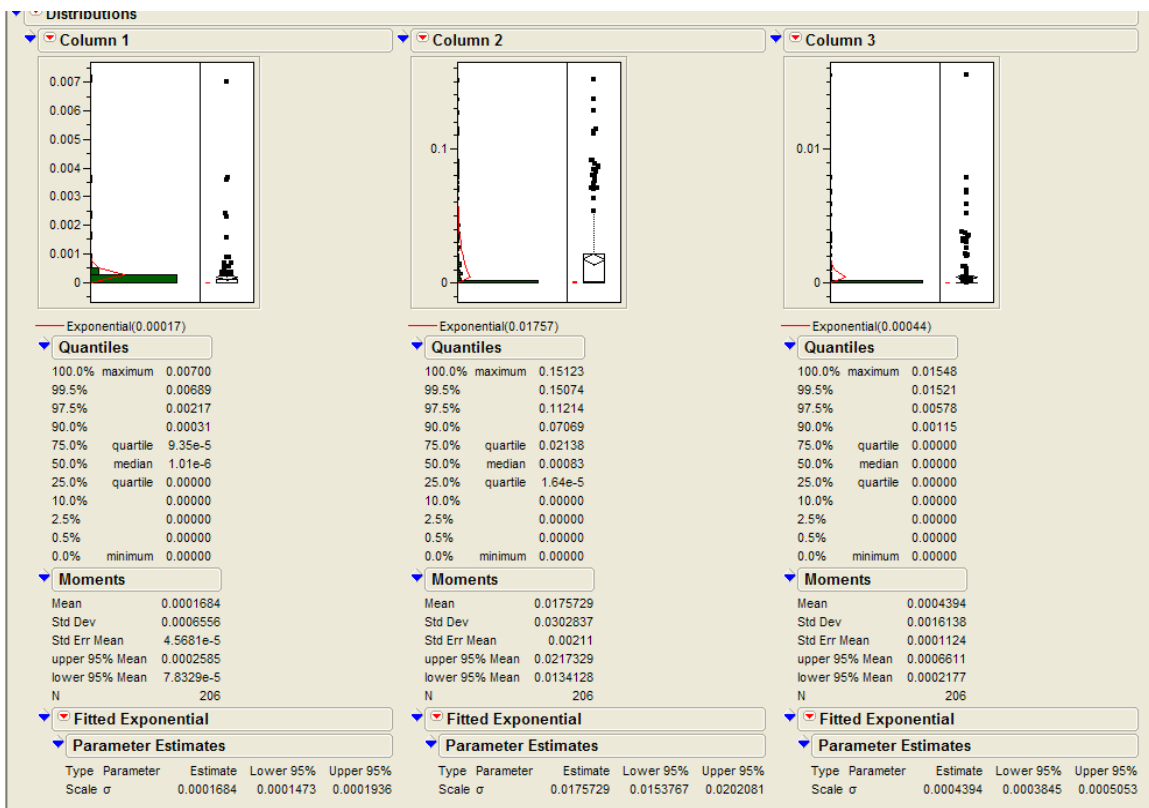 Distributions
Column 1
0.007
0.006
0.005
0.004
0.003
0.002
0.001
0
Exponential(0.00017)
Quantiles
100.0% maximum 0.00700
99.5% 0.00689
97.5% 0.00217
90.0% 0.00031
75.0% quartile 9.35e-5
50.0% median 1.01e-6
25.0% quartile 0.00000
10.0% 0.00000
2.5% 0.00000
0.5% 0.00000
0.0% minimum 0.00000
Moments
Mean 0.0001684
Std Dev 0.0006556
Std Err Mean 4.5681e-5
upper 95% Mean 0.0002585
lower 95% Mean 7.8329e-5
N 206
Fitted Exponential
Parameter Estimates
Type Parameter Estimate Lower 95% Upper 95%
Scale σ 0.0001684 0.0001473 0.0001936
Column 2
0.1
0
Exponential(0.01757)
Quantiles
100.0% maximum 0.15123
99.5% 0.15074
97.5% 0.11214
90.0% 0.07069
75.0% quartile 0.02138
50.0% median 0.00083
25.0% quartile 1.64e-5
10.0% 0.00000
2.5% 0.00000
0.5% 0.00000
0.0% minimum 0.00000
Moments
Mean 0.0175729
Std Dev 0.0302837
Std Err Mean 0.00211
upper 95% Mean 0.0217329
lower 95% Mean 0.0134128
N 206
Fitted Exponential
Parameter Estimates
Type Parameter Estimate Lower 95% Upper 95%
Scale σ 0.0175729 0.0153767 0.0202081
Column 3
0.01
0
Exponential(0.00044)
Quantiles
100.0% maximum 0.01548
99.5% 0.01521
97.5% 0.00578
90.0% 0.00115
75.0% quartile 0.00000
50.0% median 0.00000
25.0% quartile 0.00000
10.0% 0.00000
2.5% 0.00000
0.5% 0.00000
0.0% minimum 0.00000
Moments
Mean 0.0004394
Std Dev 0.0016138
Std Err Mean 0.0001124
upper 95% Mean 0.0006611
lower 95% Mean 0.0002177
N 206
Fitted Exponential
Parameter Estimates
Type Parameter Estimate Lower 95% Upper 95%
Scale σ 0.0004394 0.0003845 0.0005053